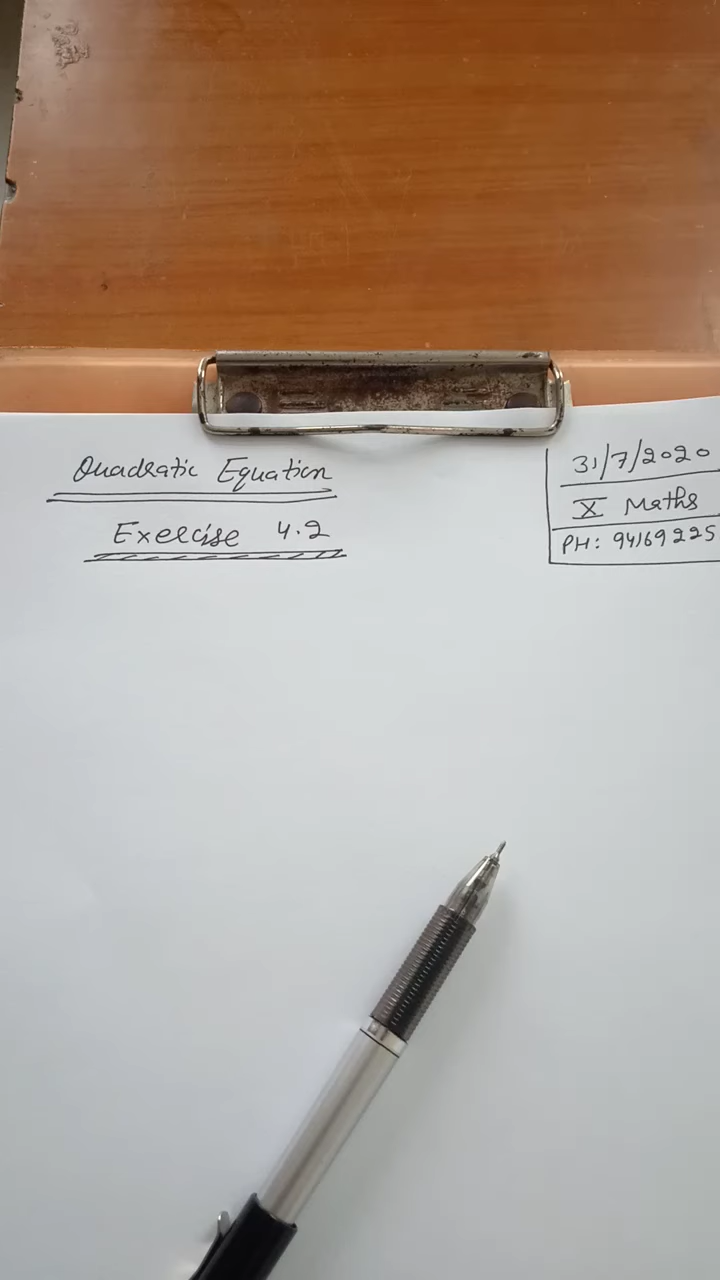 Quadratic Equation
Exercise 4.2
31/7/2020
X Maths
PH: 94169225